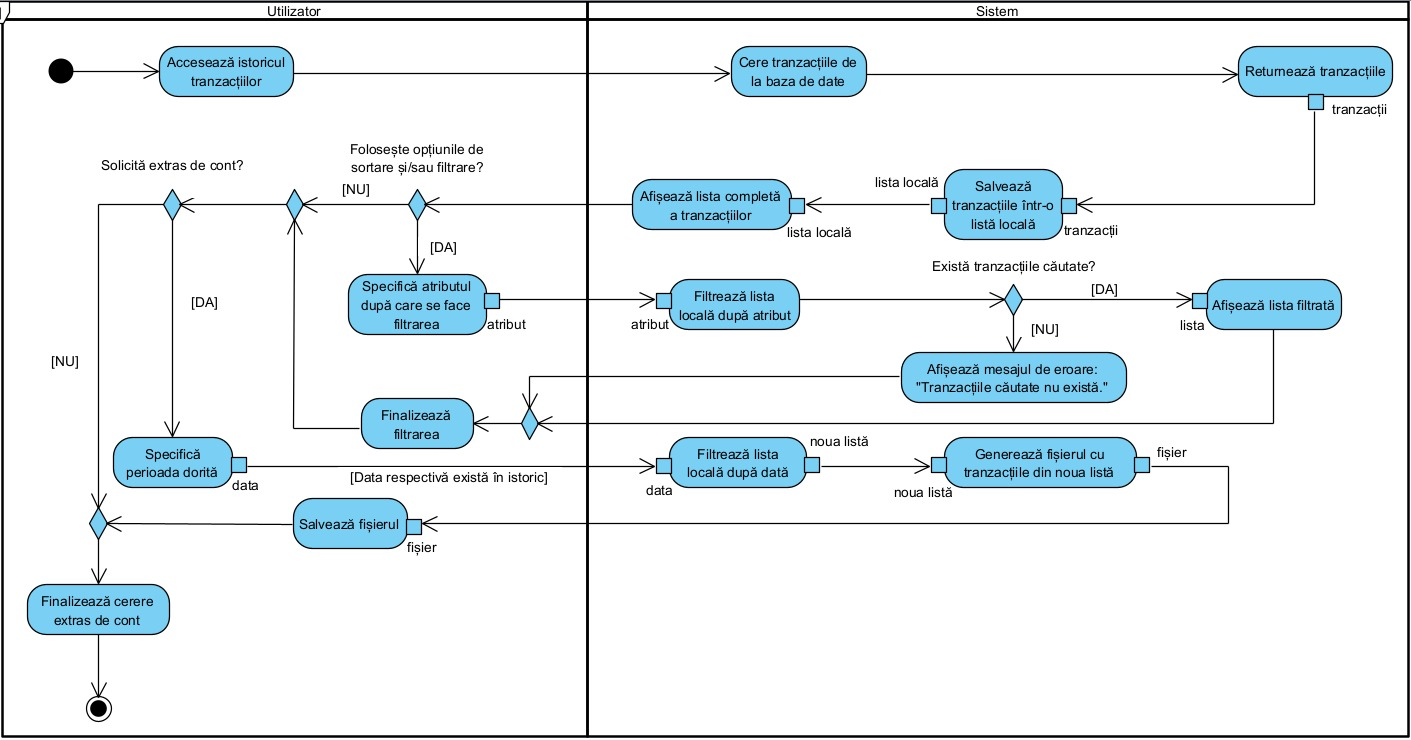 Utilizator
Sistem
Accesează istoricul
tranzacțiilor
Cere tranzacțiile de
la baza de date
Returnează tranzacțiile
tranzacții
Solicită extras de cont?
Folosește opțiunile de
sortare și/sau filtrare?
[NU]
Afișează lista completă
a tranzacțiilor
lista locală
lista locală
Salvează
tranzacțiile într-o
listă locală
tranzacții
[DA]
[DA]
[NU]
Specifică atributul
după care se face
filtrarea
atribut
atribut
Filtrează lista
locală după atribut
Există tranzacțiile căutate?
[DA]
[NU]
lista
Afișează lista filtrată
Afișează mesajul de eroare:
"Tranzacțiile căutate nu există."
Finalizează
filtrarea
Specifică
perioada dorită
data
[Data respectivă există în istoric]
data
Filtrează lista
locală după dată
noua listă
noua listă
Generează fișierul cu
tranzacțiile din noua listă
fișier
Salvează fișierul
fișier
Finalizează cerere
extras de cont